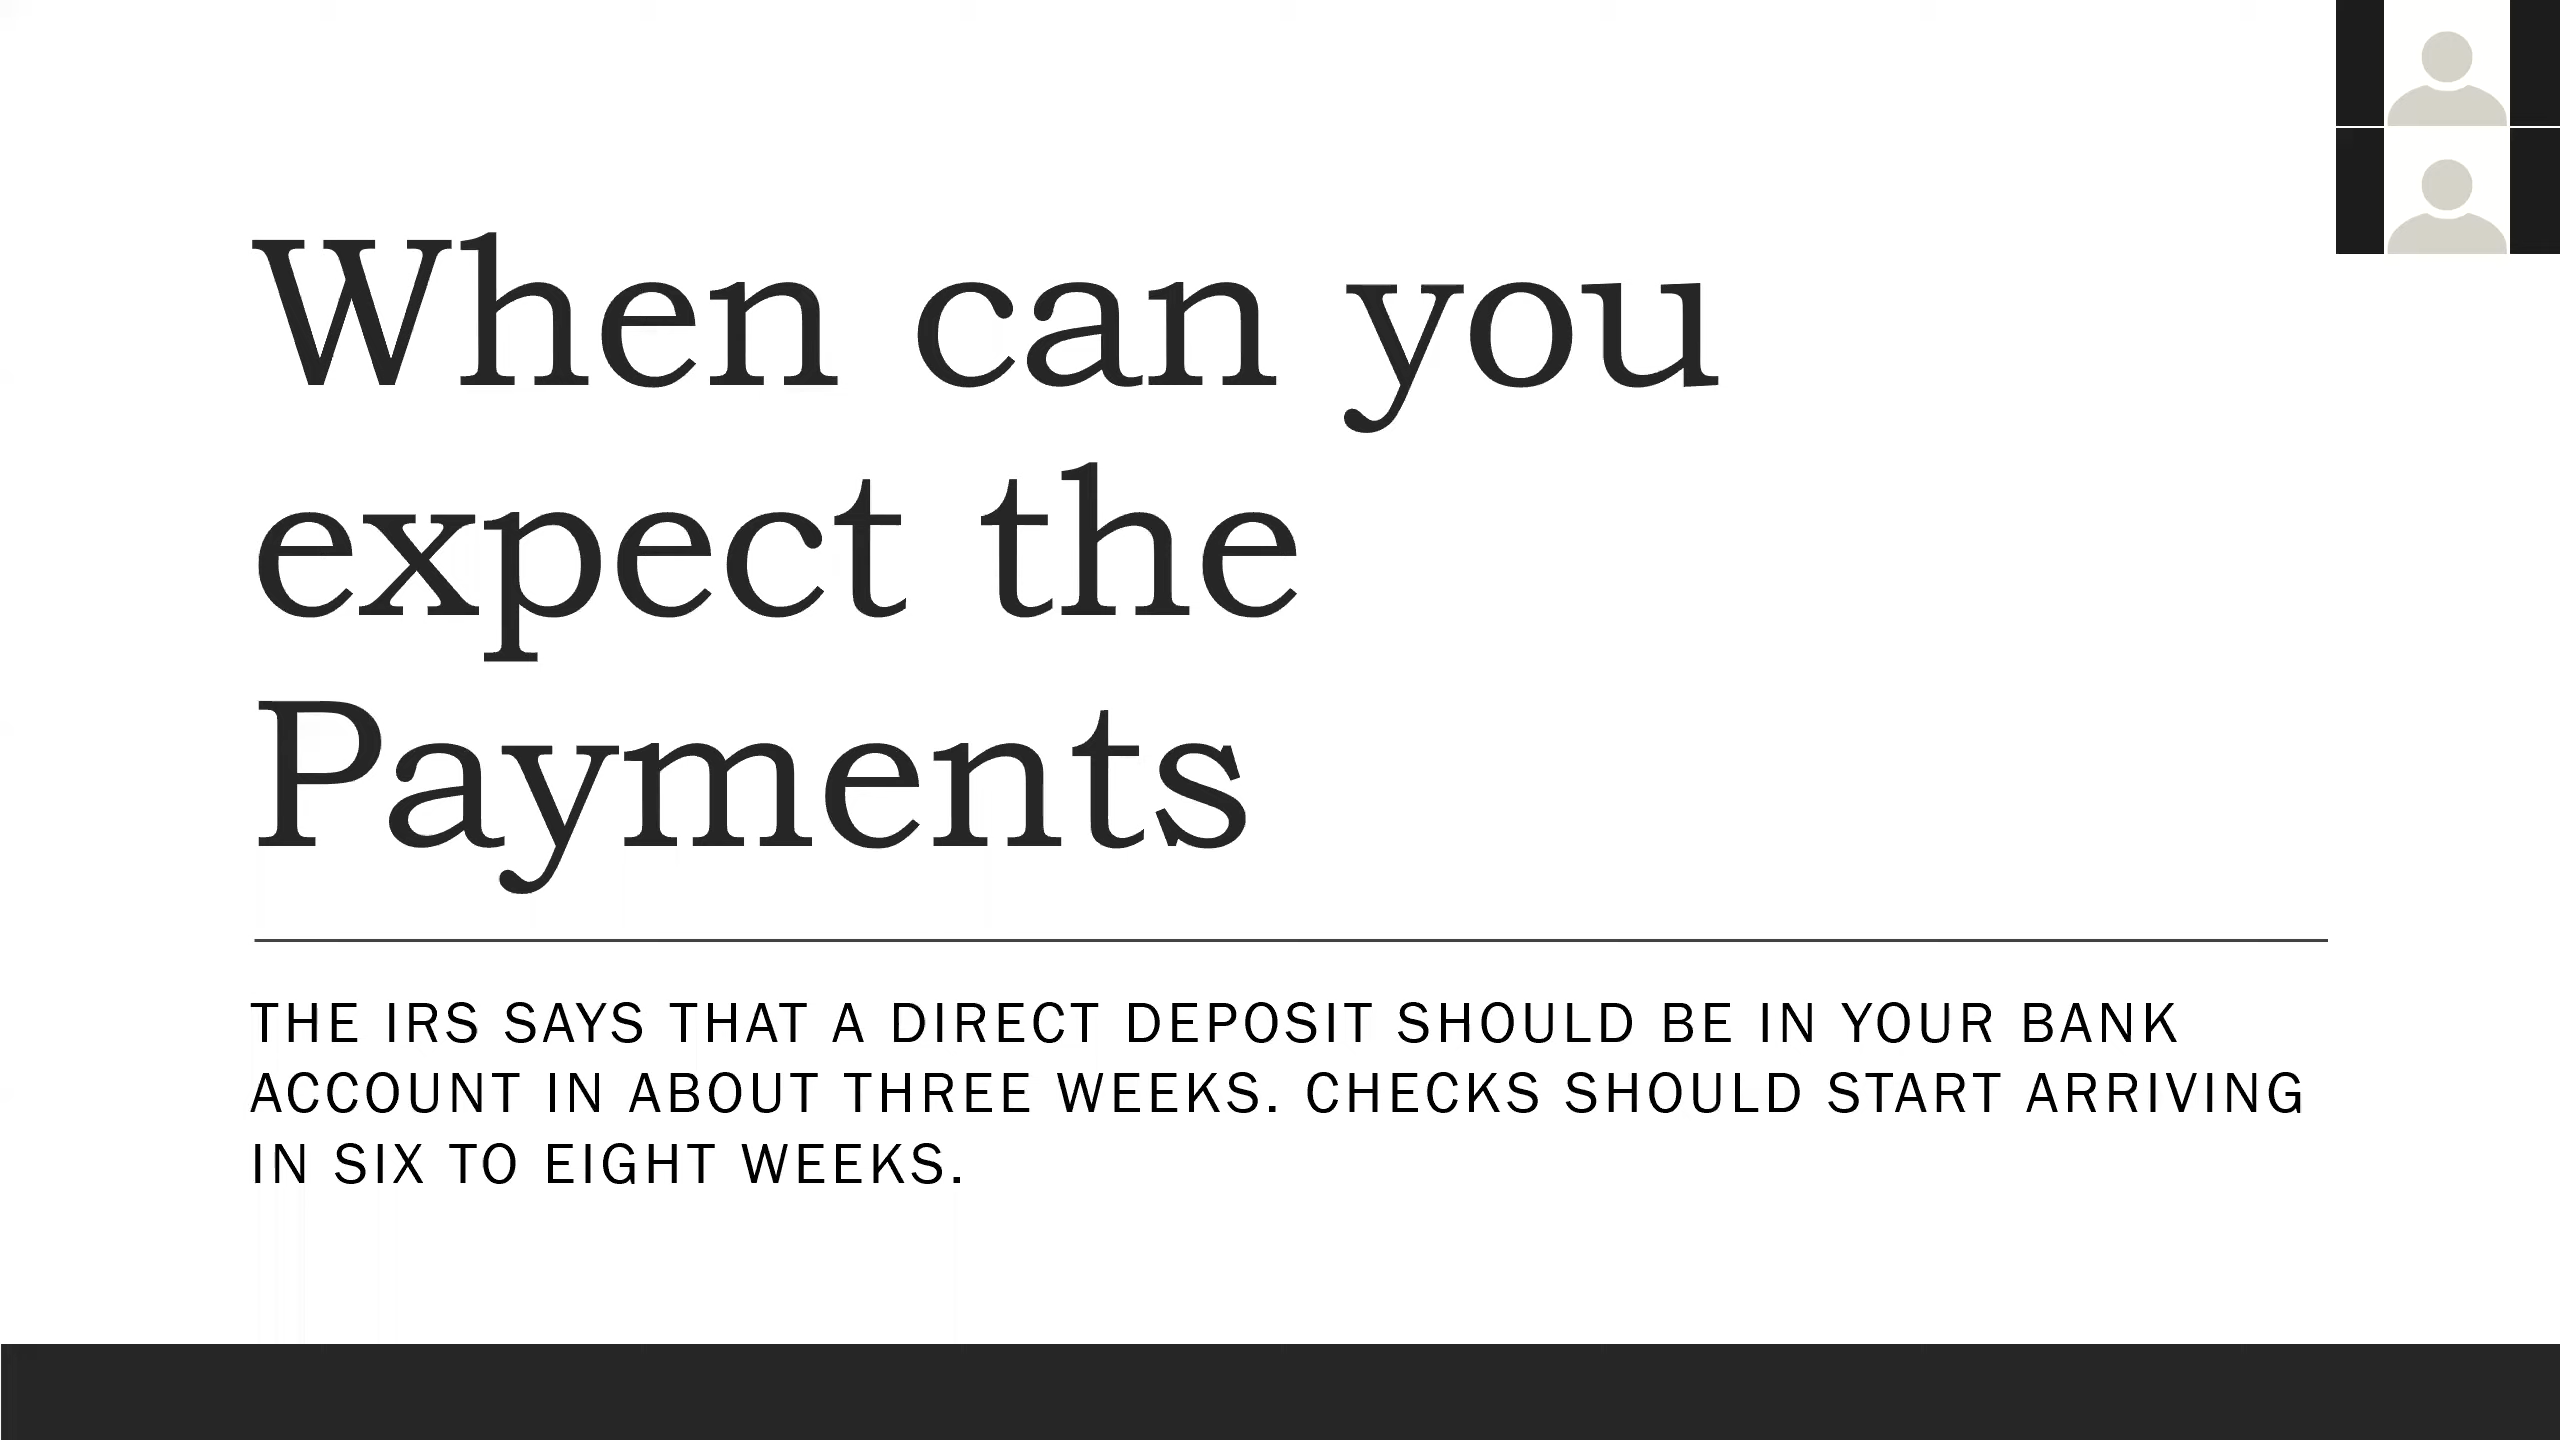 When can you
expect the
Payments
THE IRS SAYS THAT A DIRECT DEPOSIT SHOULD BE IN YOUR BANK
ACCOUNT IN ABOUT THREE WEEKS. CHECKS SHOULD START ARRIVING
IN SIX TO EIGHT WEEKS.